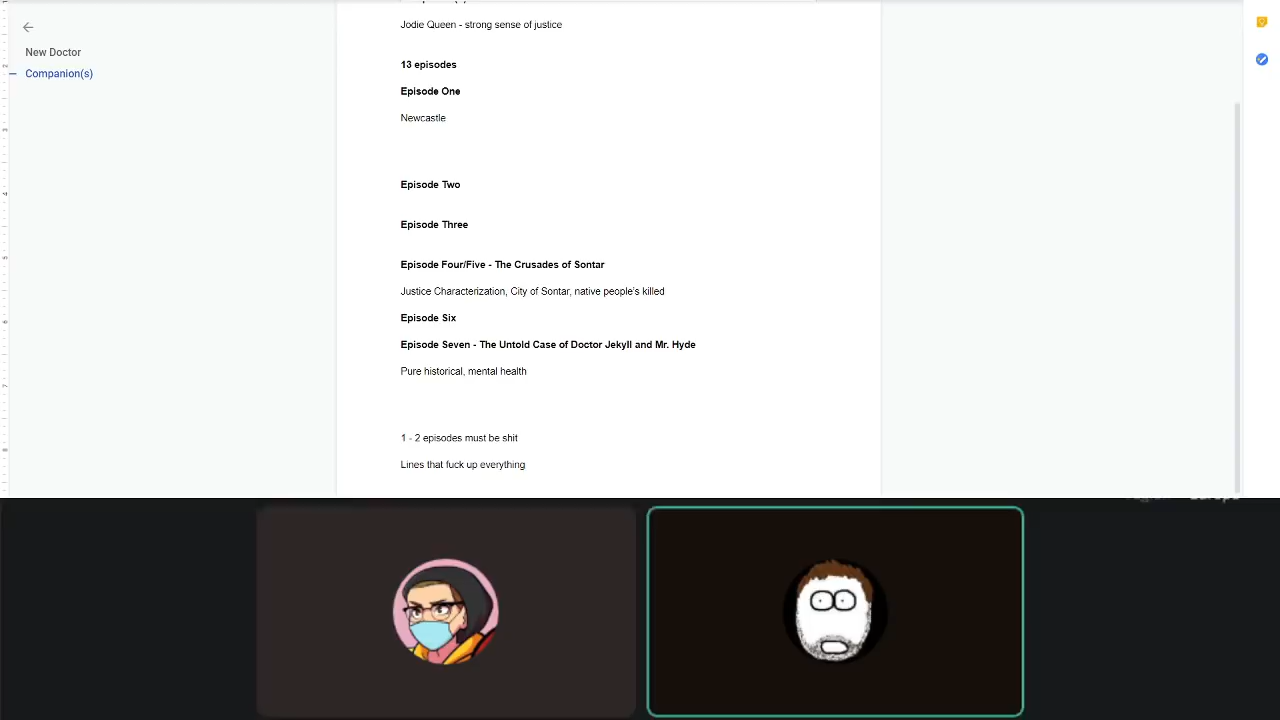 New Doctor
Companion(s)
Jodie Queen - strong sense of justice
13 episodes
Episode One
Newcastle
Episode Two
Episode Three
Episode Four/Five - The Crusades of Sontar
Justice Characterization, City of Sontar, native people's killed
Episode Six
Episode Seven - The Untold Case of Doctor Jekyll and Mr. Hyde
Pure historical, mental health
1 - 2 episodes must be shit
Lines that fuck up everything